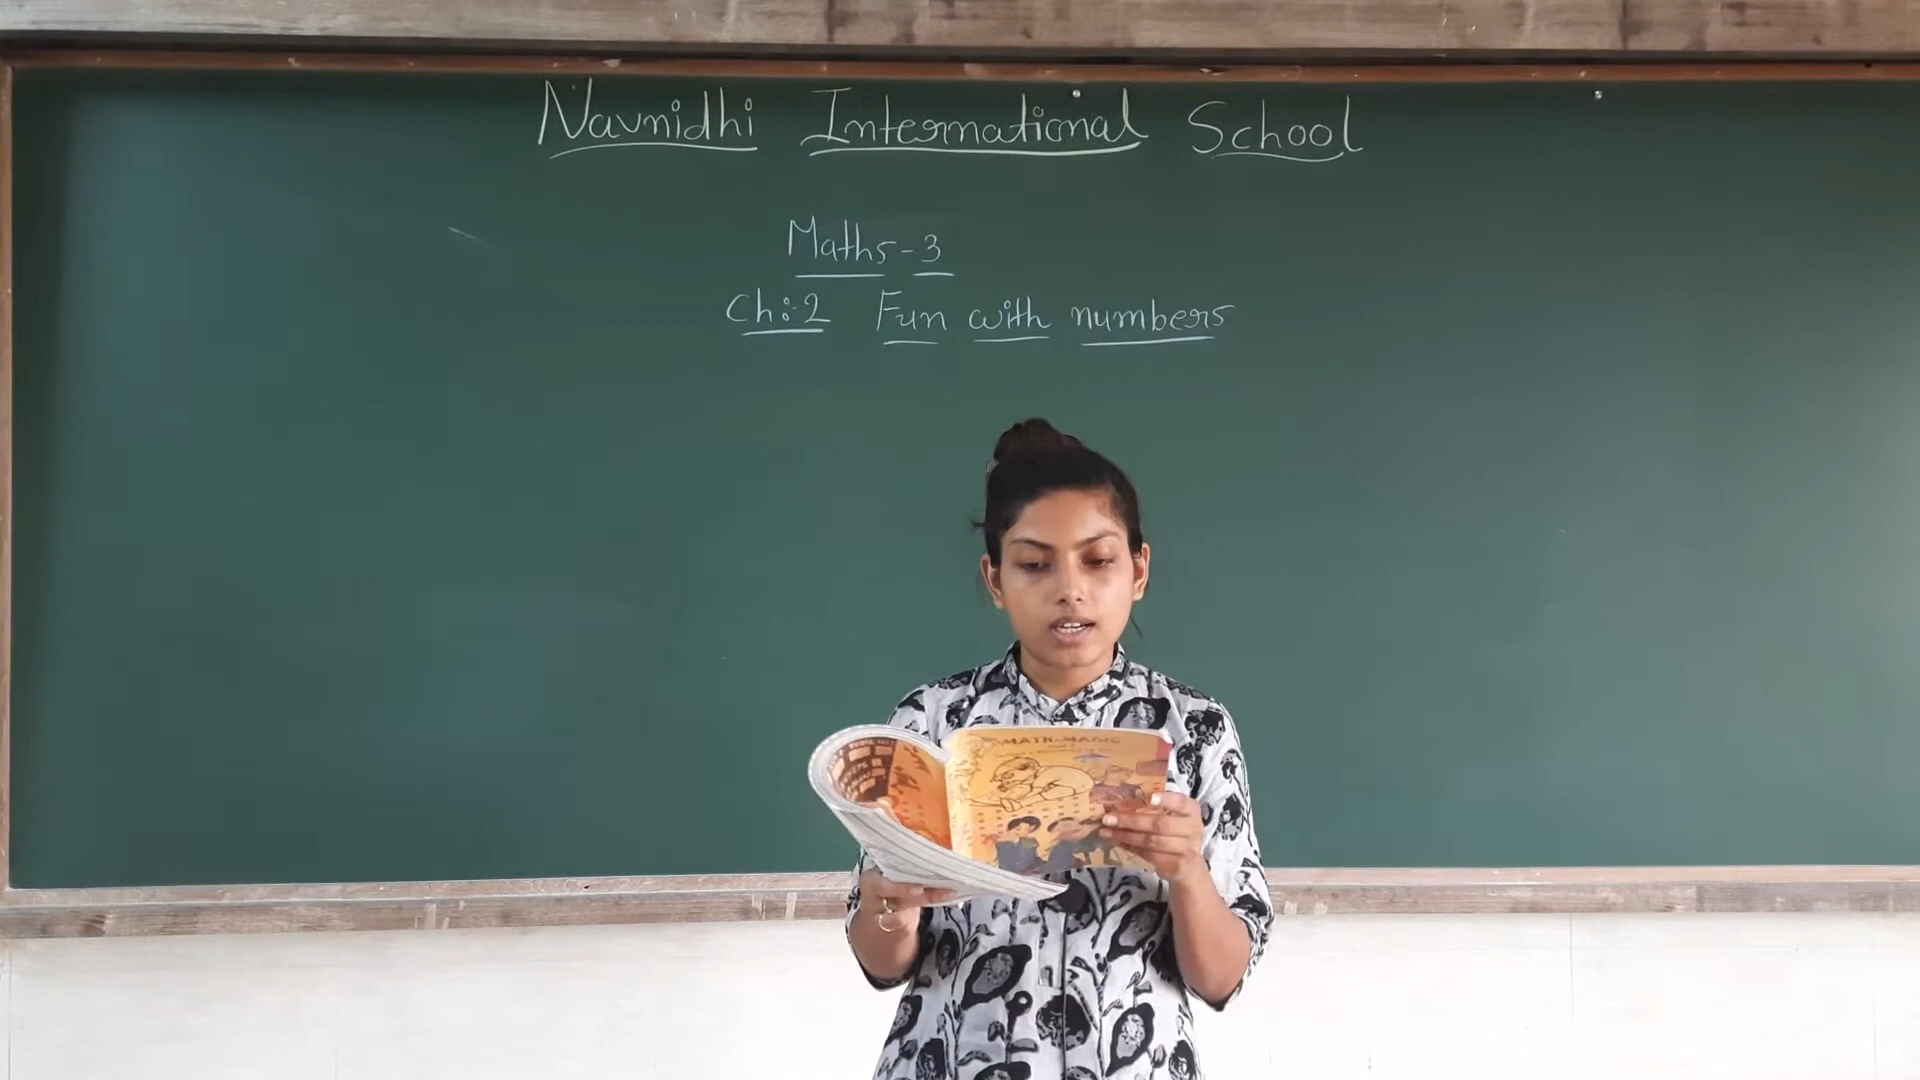 Navnidhi International School
Maths-3
Ch:-2 Fun with numbers
MATH-MAGIC